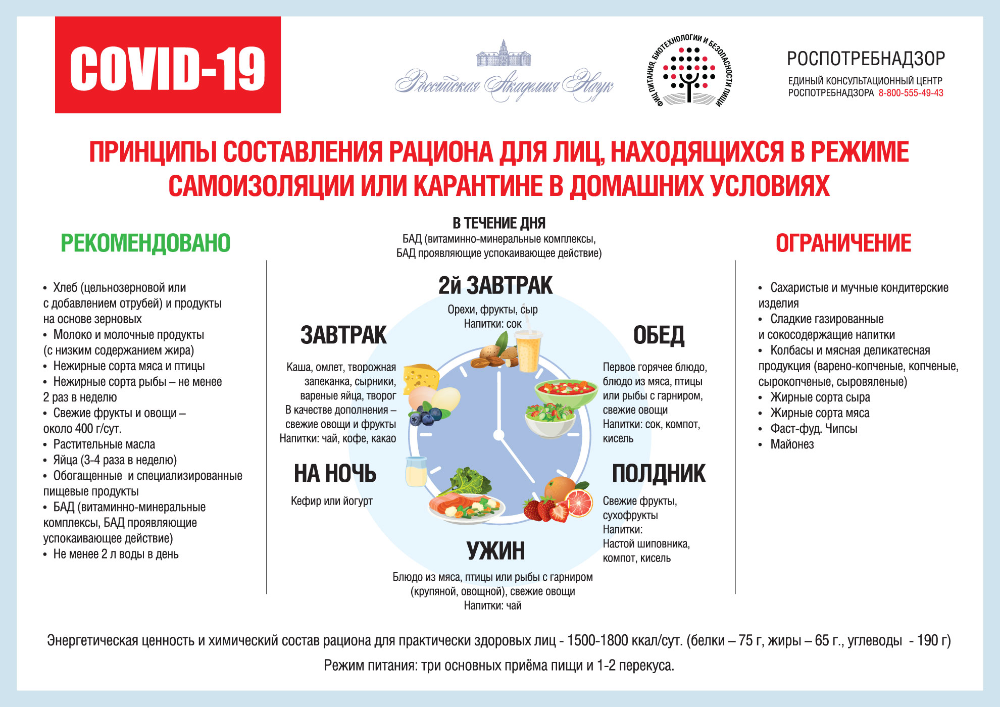 COVID-19
Российская Академия Наук
ФИЦ ПИТАНИЯ, БИОТЕХНОЛОГИИ И БЕЗОПАСНОСТИ ПИЩИ
РОСПОТРЕБНАДЗОР
ЕДИНЫЙ КОНСУЛЬТАЦИОННЫЙ ЦЕНТР
РОСПОТРЕБНАДЗОРА 8-800-555-49-43
ПРИНЦИПЫ СОСТАВЛЕНИЯ РАЦИОНА ДЛЯ ЛИЦ, НАХОДЯЩИХСЯ В РЕЖИМЕ
САМОИЗОЛЯЦИИ ИЛИ КАРАНТИНЕ В ДОМАШНИХ УСЛОВИЯХ
РЕКОМЕНДОВАНО
• Хлеб (цельнозерновой или
с добавлением отрубей) и продукты
на основе зерновых
• Молоко и молочные продукты
(с низким содержанием жира)
• Нежирные сорта мяса и птицы
• Нежирные сорта рыбы – не менее
2 раз в неделю
• Свежие фрукты и овощи –
около 400 г/сут.
• Растительные масла
• Яйца (3-4 раза в неделю)
• Обогащенные и специализированные
пищевые продукты
• БАД (витаминно-минеральные
комплексы, БАД проявляющие
успокаивающее действие)
• Не менее 2 л воды в день
В ТЕЧЕНИЕ ДНЯ
БАД (витаминно-минеральные комплексы,
БАД проявляющие успокаивающее действие)
2й ЗАВТРАК
Орехи, фрукты, сыр
Напитки: сок
ЗАВТРАК
Каша, омлет, творожная
запеканка, сырники,
вареные яйца, творог
В качестве дополнения –
свежие овощи и фрукты
Напитки: чай, кофе, какао
ОБЕД
Первое горячее блюдо,
блюдо из мяса, птицы
или рыбы с гарниром,
свежие овощи
Напитки: сок, компот,
кисель
НА НОЧЬ
Кефир или йогурт
ПОЛДНИК
Свежие фрукты,
сухофрукты
Напитки:
Настой шиповника,
компот, кисель
УЖИН
Блюдо из мяса, птицы или рыбы с гарниром
(крупяной, овощной), свежие овощи
Напитки: чай
ОГРАНИЧЕНИЕ
• Сахаристые и мучные кондитерские
изделия
• Сладкие газированные
и сокосодержащие напитки
• Колбасы и мясная деликатесная
продукция (варено-копченые, копченые,
сырокопченые, сыровяленые)
• Жирные сорта сыра
• Жирные сорта мяса
• Фаст-фуд. Чипсы
• Майонез
Энергетическая ценность и химический состав рациона для практически здоровых лиц - 1500-1800 ккал/сут. (белки – 75 г, жиры – 65 г., углеводы - 190 г)
Режим питания: три основных приёма пищи и 1-2 перекуса.